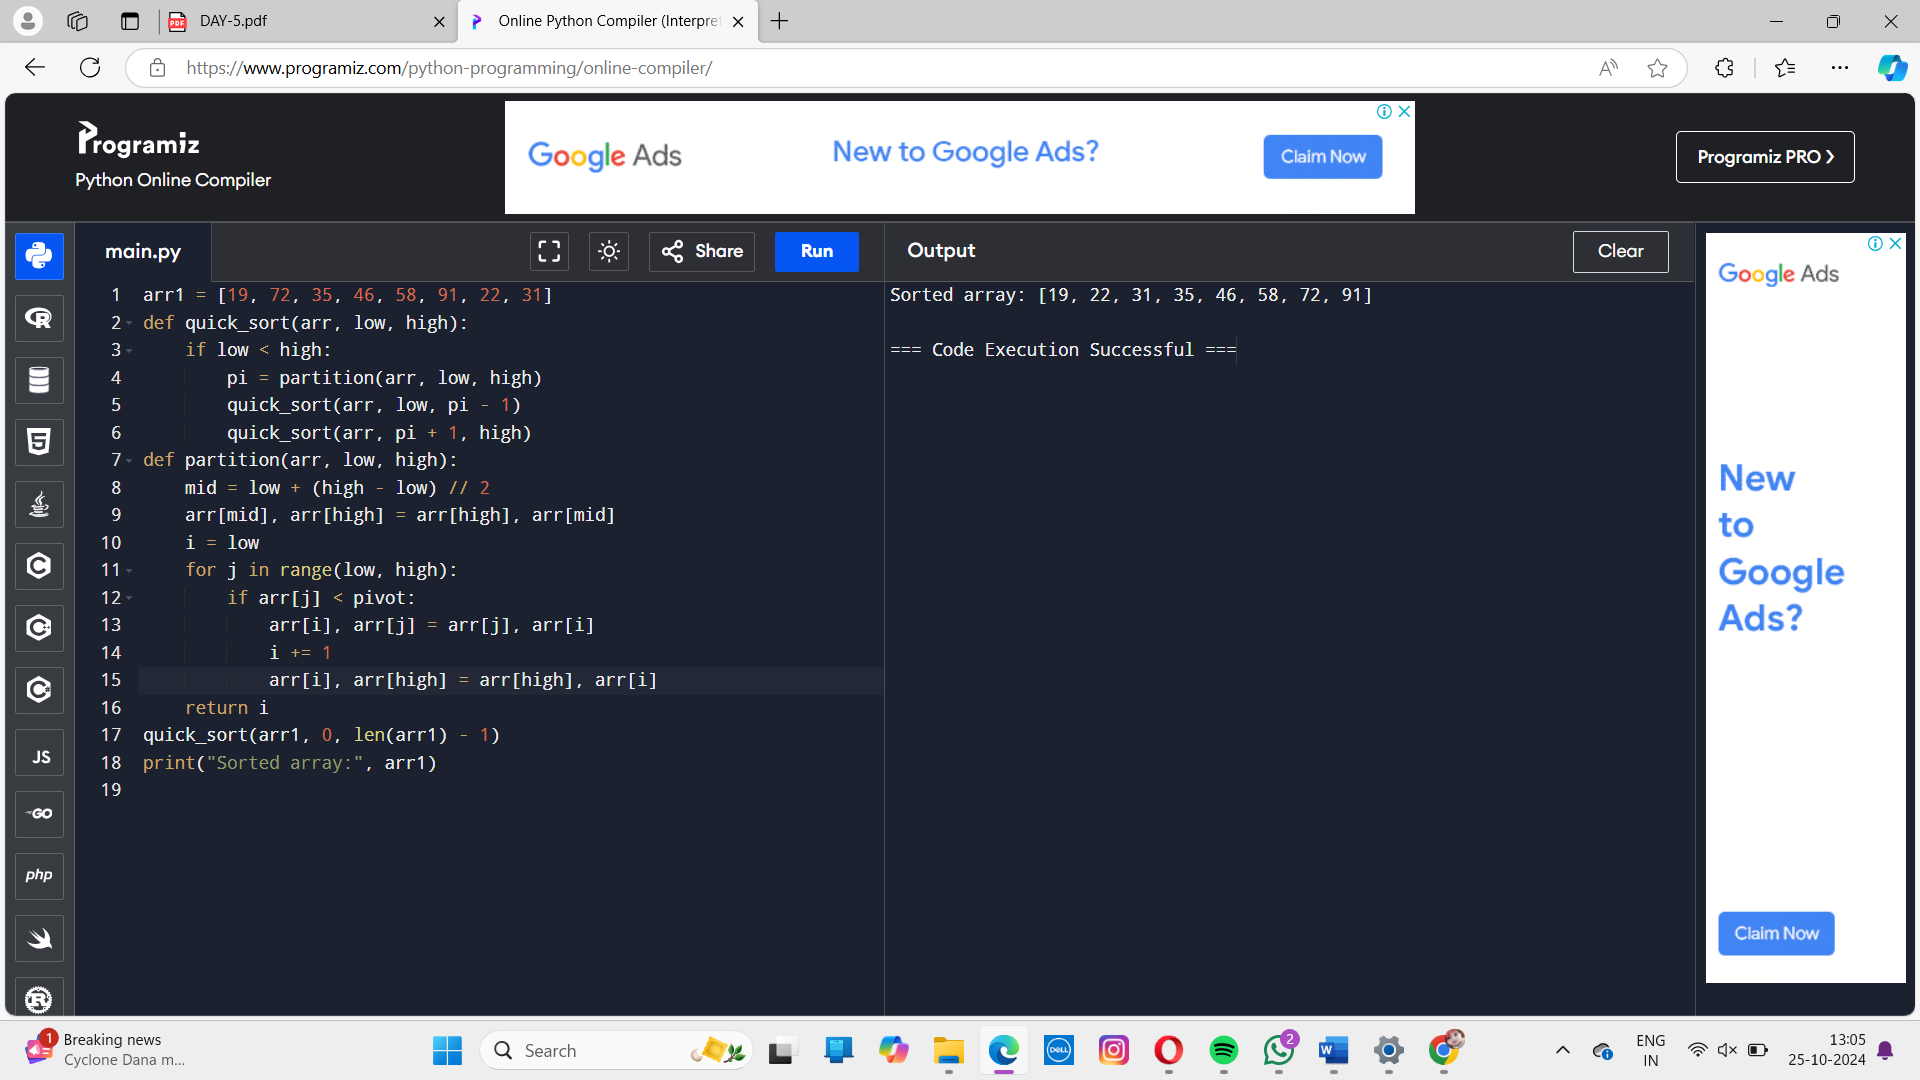 DAY-5.pdf
Online Python Compiler (Interpre
https://www.programiz.com/python-programming/online-compiler/
Programiz
Python Online Compiler
Google Ads
New to Google Ads?
Claim Now
Programiz PRO ❯
main.py
Share
Run
Output
Clear
1 arr1 = [19, 72, 35, 46, 58, 91, 22, 31]
2 def quick_sort(arr, low, high):
3     if low < high:
4         pi = partition(arr, low, high)
5         quick_sort(arr, low, pi - 1)
6         quick_sort(arr, pi + 1, high)
7 def partition(arr, low, high):
8     mid = low + (high - low) // 2
9     arr[mid], arr[high] = arr[high], arr[mid]
10     i = low
11     for j in range(low, high):
12         if arr[j] < pivot:
13             arr[i], arr[j] = arr[j], arr[i]
14             i += 1
15             arr[i], arr[high] = arr[high], arr[i]
16     return i
17 quick_sort(arr1, 0, len(arr1) - 1)
18 print("Sorted array:", arr1)
19
Sorted array: [19, 22, 31, 35, 46, 58, 72, 91]
=== Code Execution Successful ===
Google Ads
New
to
Google
Ads?
Claim Now
JS
GO
php
1
Breaking news
Cyclone Dana m...
Search
DELL
2
W
ENG
IN
13:05
25-10-2024